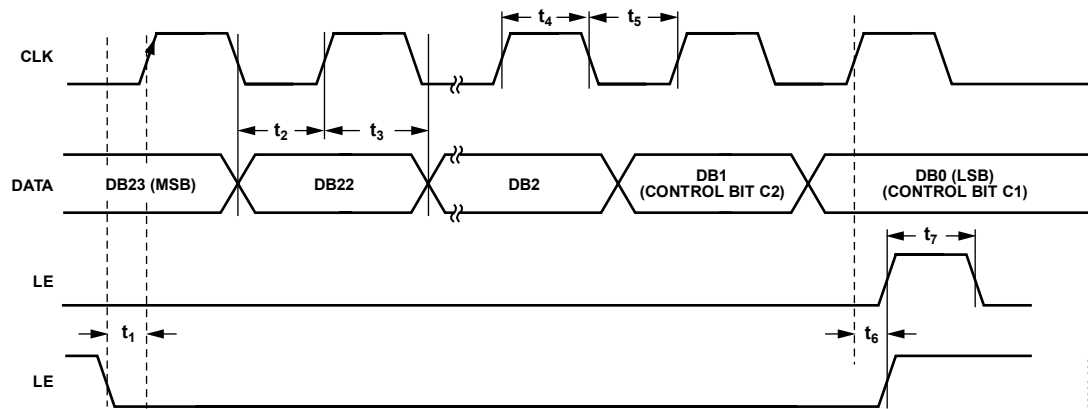 t4
t5
CLK
t2
t3
DATA
DB23 (MSB)
DB22
DB2
DB1
(CONTROL BIT C2)
DB0 (LSB)
(CONTROL BIT C1)
t7
LE
t1
t6
LE